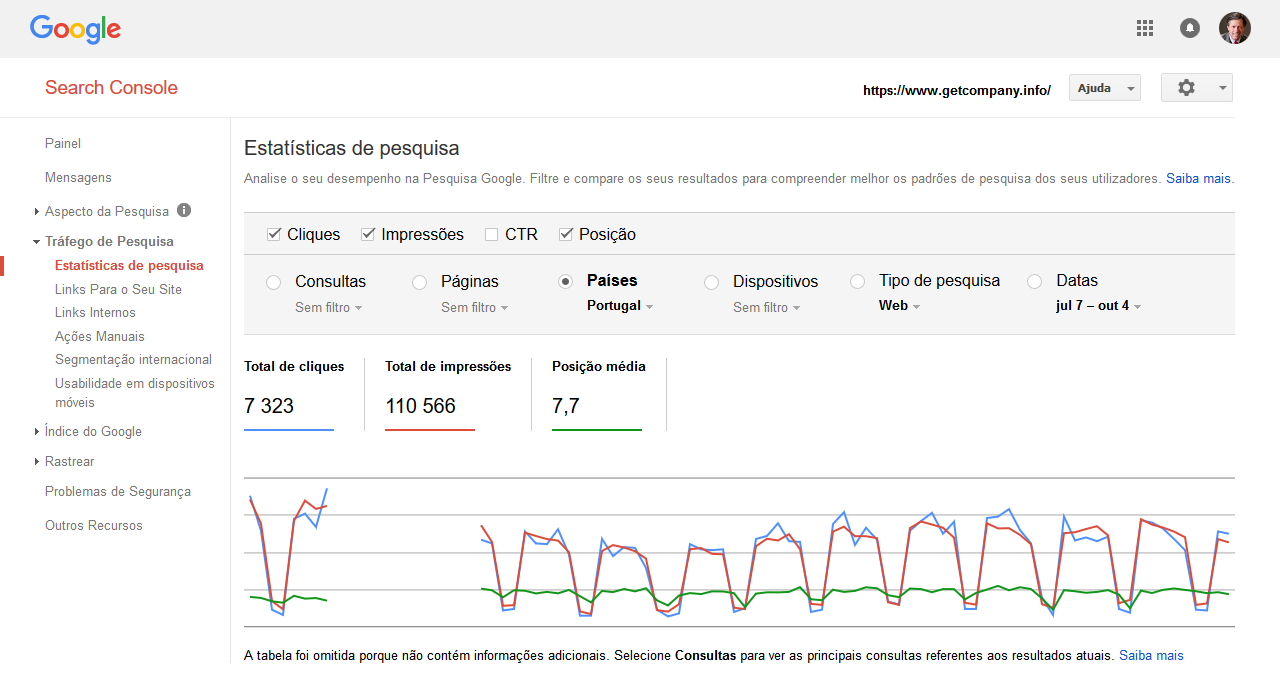 Google
Search Console
https://www.getcompany.info/
Ajuda
Painel
Mensagens
Aspecto da Pesquisa
Tráfego de Pesquisa
Estatísticas de pesquisa
Links Para o Seu Site
Links Internos
Ações Manuais
Segmentação internacional
Usabilidade em dispositivos
móveis
Índice do Google
Rastrear
Problemas de Segurança
Outros Recursos
Estatísticas de pesquisa
Analise o seu desempenho na Pesquisa Google. Filtre e compare os seus resultados para compreender melhor os padrões de pesquisa dos seus utilizadores. Saiba mais.
Cliques Impressões CTR Posição
Consultas Páginas Países Dispositivos Tipo de pesquisa Datas
Sem filtro Sem filtro Portugal Sem filtro Web jul 7 – out 4
Total de cliques Total de impressões Posição média
7 323 110 566 7,7
A tabela foi omitida porque não contém informações adicionais. Selecione Consultas para ver as principais consultas referentes aos resultados atuais. Saiba mais